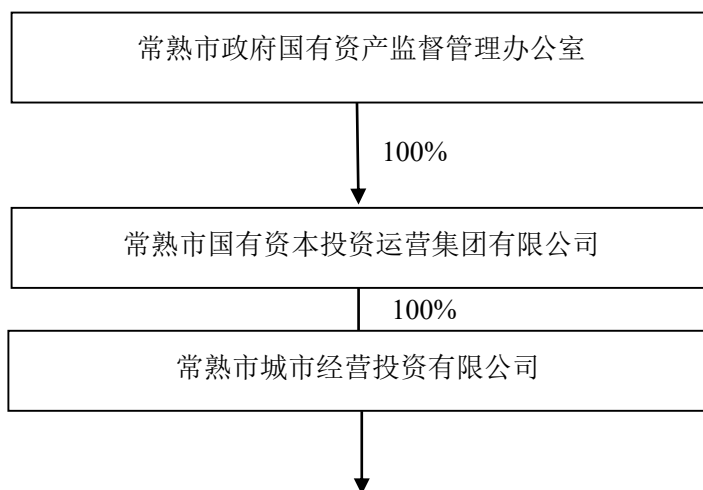 常熟市政府国有资产监督管理办公室
100%
常熟市国有资本投资运营集团有限公司
100%
常熟市城市经营投资有限公司